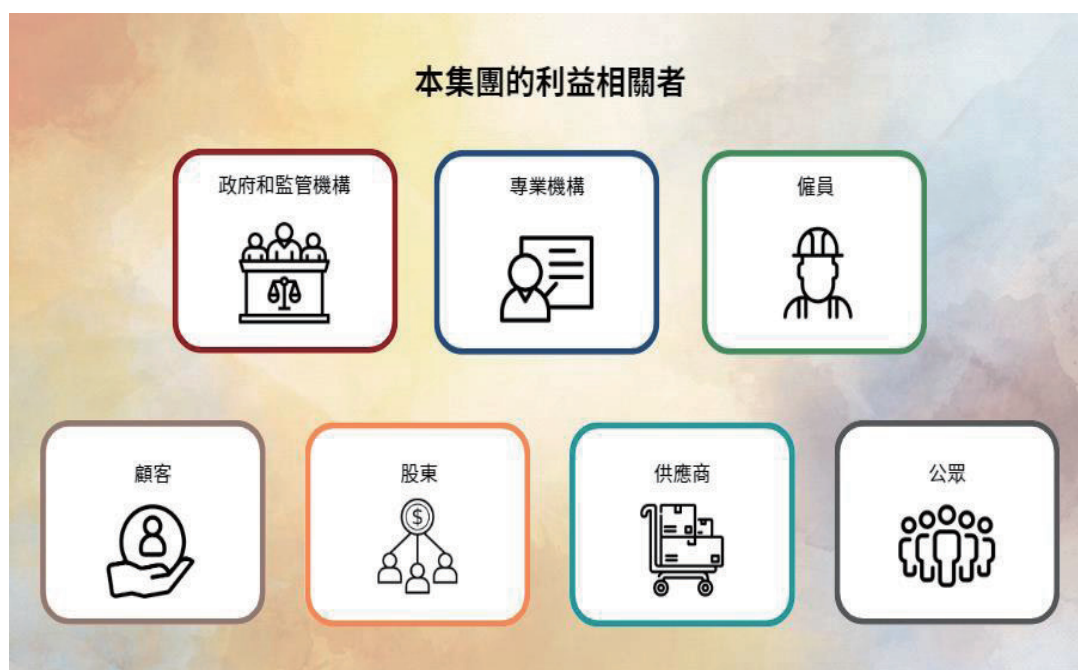 本集團的利益相關者
政府和監管機構
專業機構
僱員
顧客
股東
$
供應商
公眾